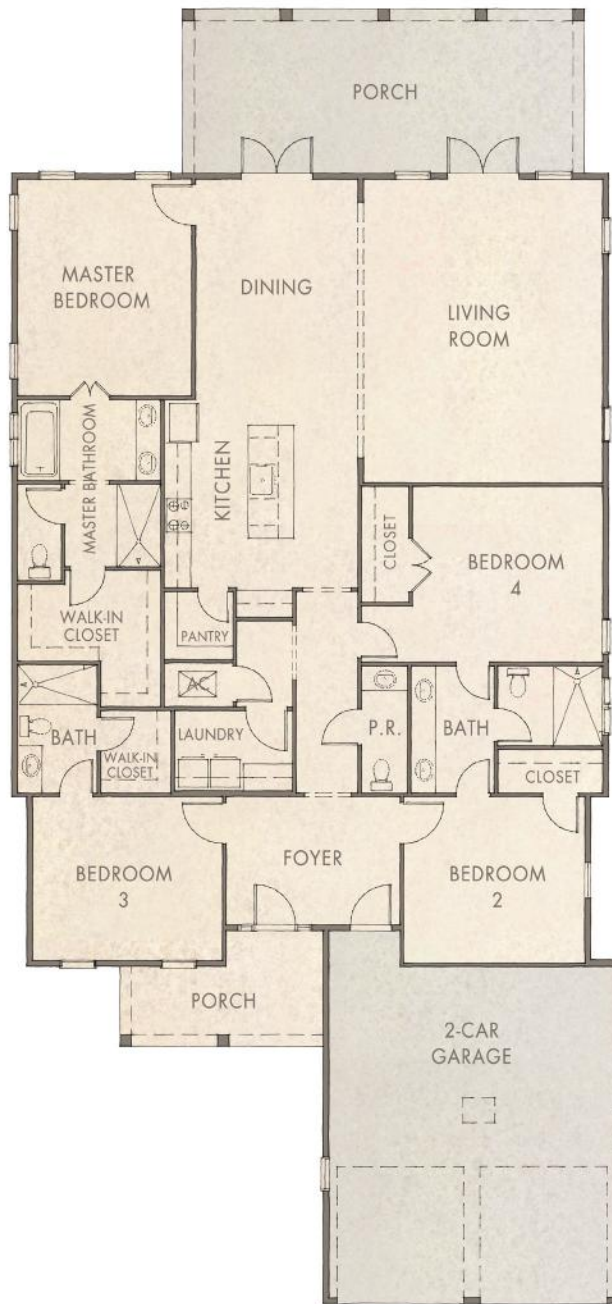 PORCH
MASTER
BEDROOM
DINING
LIVING
ROOM
MASTER BATHROOM
KITCHEN
CLOSET
BEDROOM
4
WALK-IN
CLOSET
PANTRY
AC
LAUNDRY
P.R.
BATH
BATH
WALK-IN
CLOSET
CLOSET
BEDROOM
3
FOYER
BEDROOM
2
PORCH
2-CAR
GARAGE